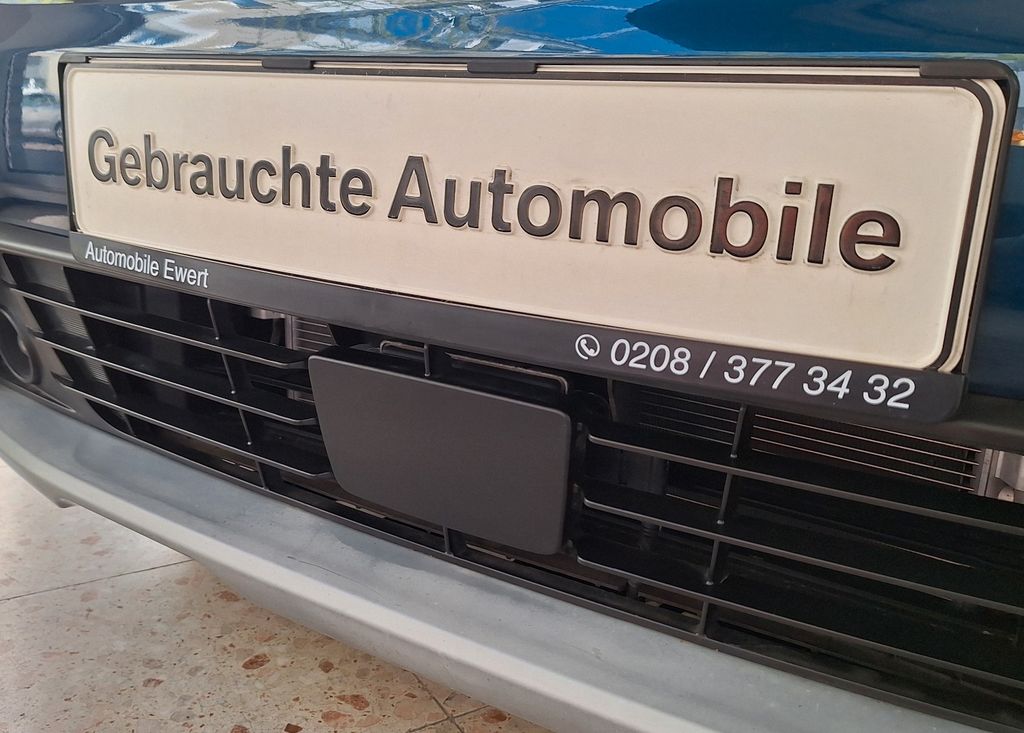 Gebrauchte Automobile
Automobile Ewert
0208 / 377 34 32